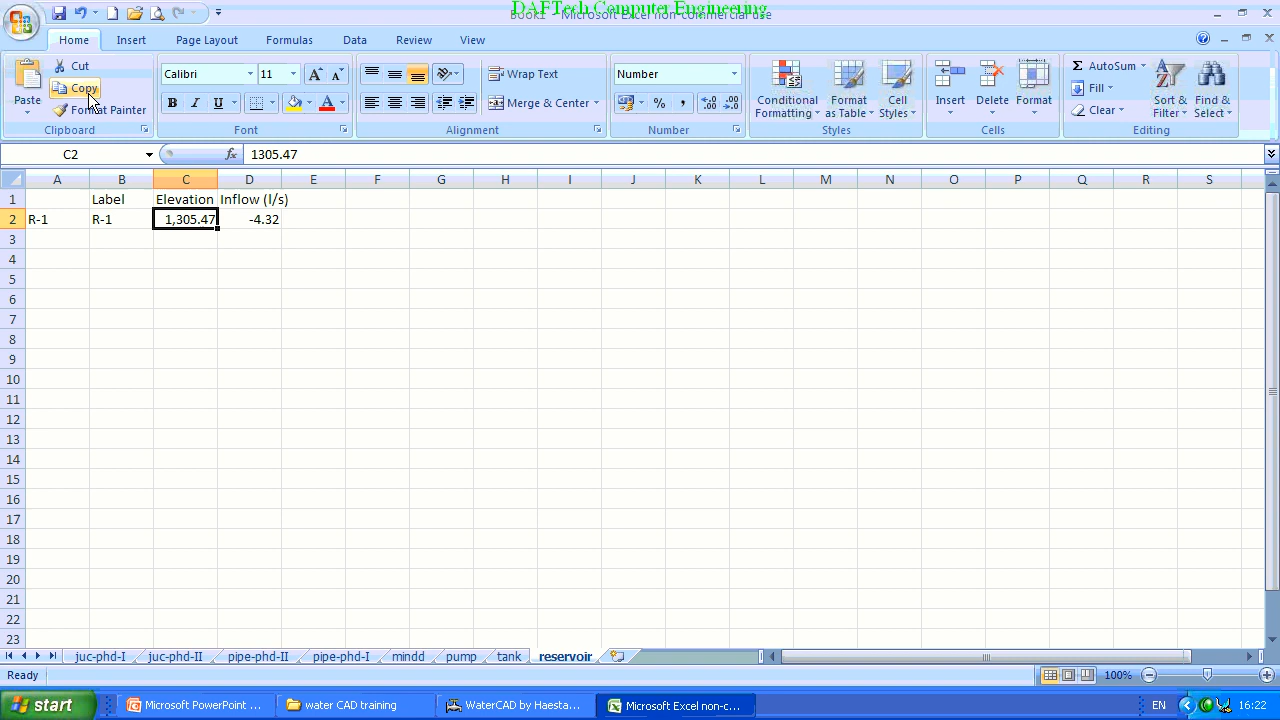 DAFTech Computer Engineering
Book1 - Microsoft Excel non-commercial use
Home Insert Page Layout Formulas Data Review View
Paste
Cut
Copy
Format Painter
Clipboard
Calibri 11
B I U
Font
Wrap Text
Merge & Center
Alignment
Number
% ,
Number
Conditional Formatting
Format as Table
Cell Styles
Styles
Insert Delete Format
Cells
Σ AutoSum
Fill
Clear
Sort & Filter
Find & Select
Editing
C2 fx 1305.47
A B C D E F G H I J K L M N O P Q R S
1 Label Elevation Inflow (l/s)
2 R-1 R-1 1,305.47 -4.32
3
4
5
6
7
8
9
10
11
12
13
14
15
16
17
18
19
20
21
22
23
juc-phd-I juc-phd-II pipe-phd-II pipe-phd-I mindd pump tank reservoir
Ready 100%
start Microsoft PowerPoint ... water CAD training WaterCAD by Haesta... Microsoft Excel non-c... EN 16:22